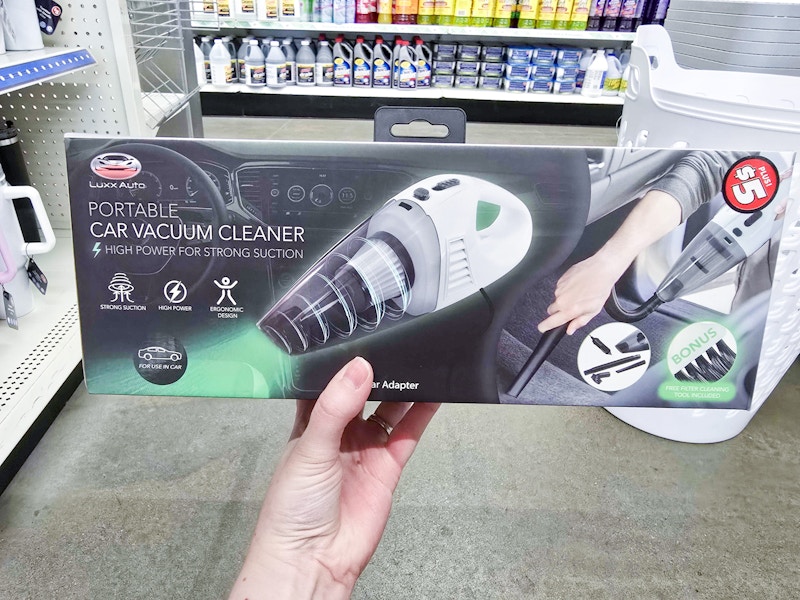 LUXX AUTO
PORTABLE
CAR VACUUM CLEANER
HIGH POWER FOR STRONG SUCTION
STRONG SUCTION
HIGH POWER
ERGONOMIC
DESIGN
FOR USE IN CAR
ar Adapter
PLUS!
$5
BONUS
FREE FILTER CLEANING
TOOL INCLUDED